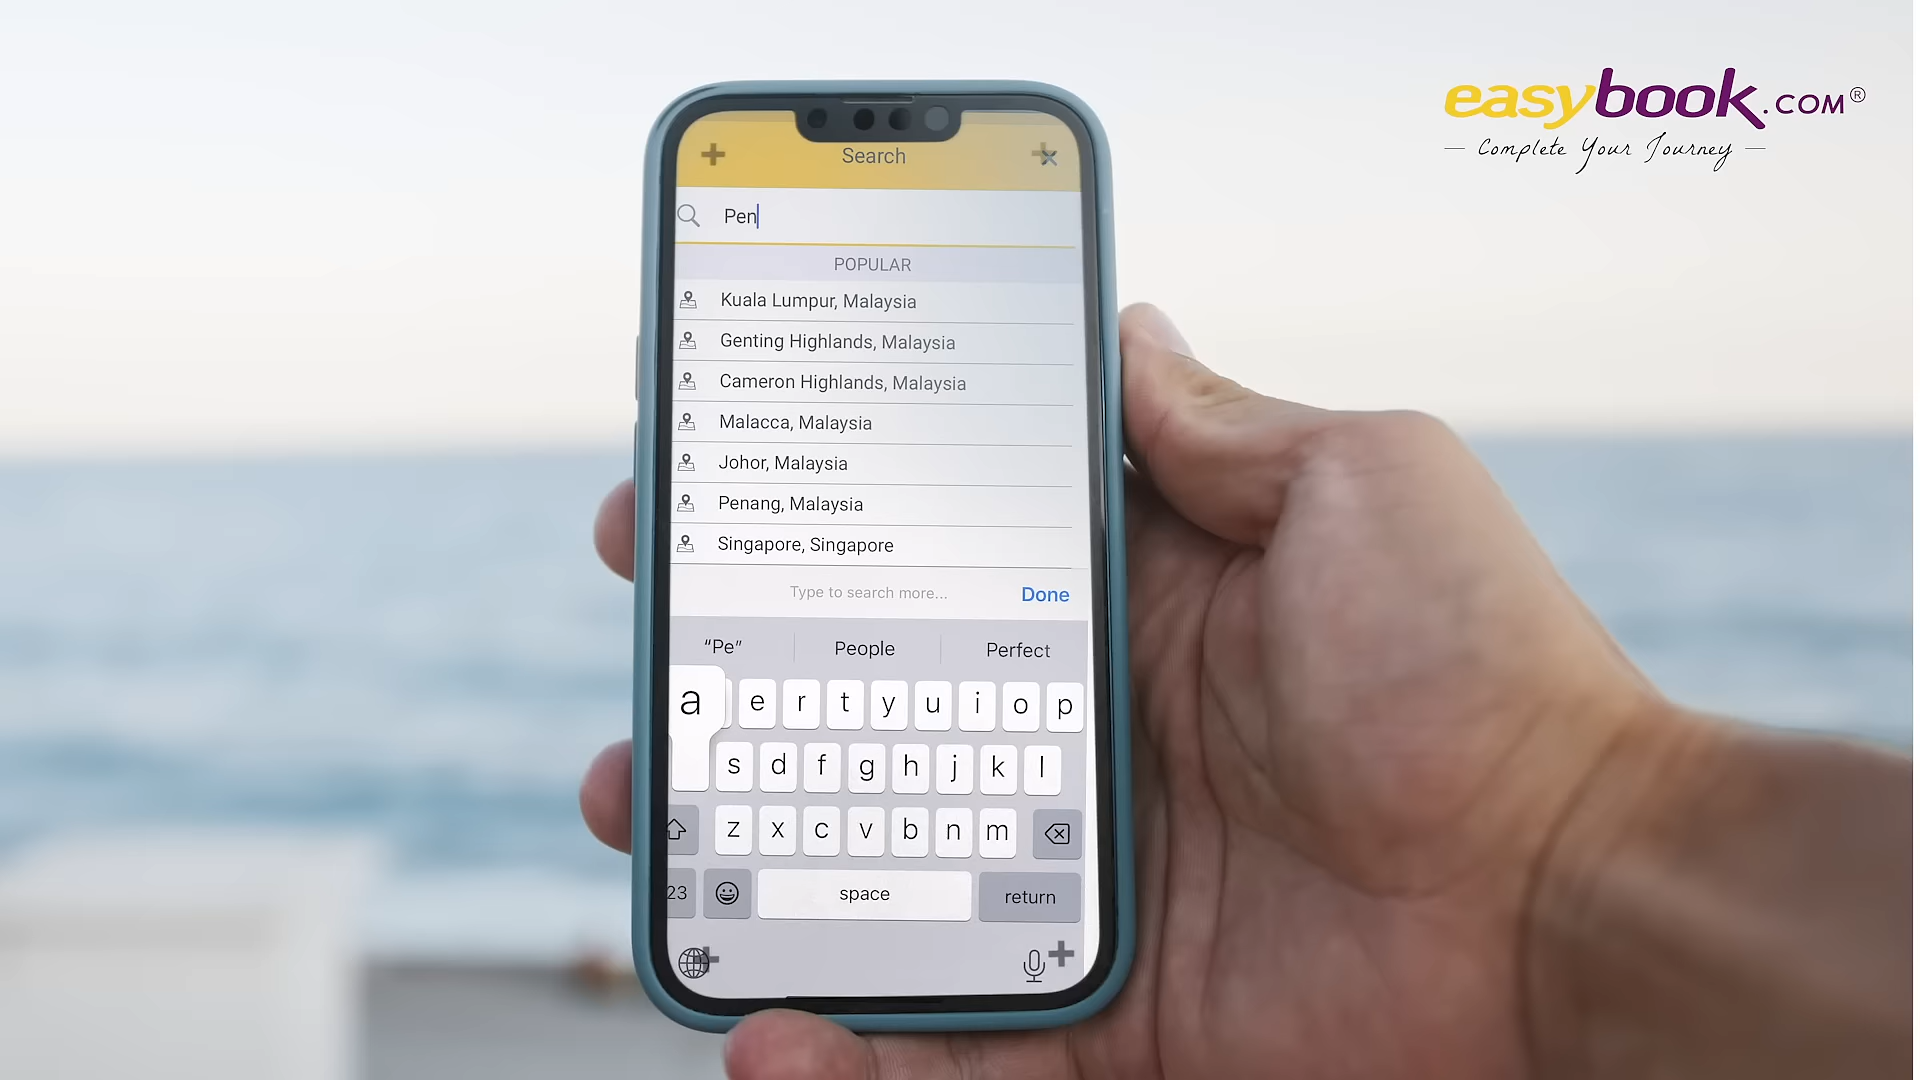 easybook.COM®
Complete Your Journey
Search
Pen
POPULAR
Kuala Lumpur, Malaysia
Genting Highlands, Malaysia
Cameron Highlands, Malaysia
Malacca, Malaysia
Johor, Malaysia
Penang, Malaysia
Singapore, Singapore
Type to search more... Done
“Pe” People Perfect
a e r t y u i o p
s d f g h j k l
z x c v b n m
23 space return